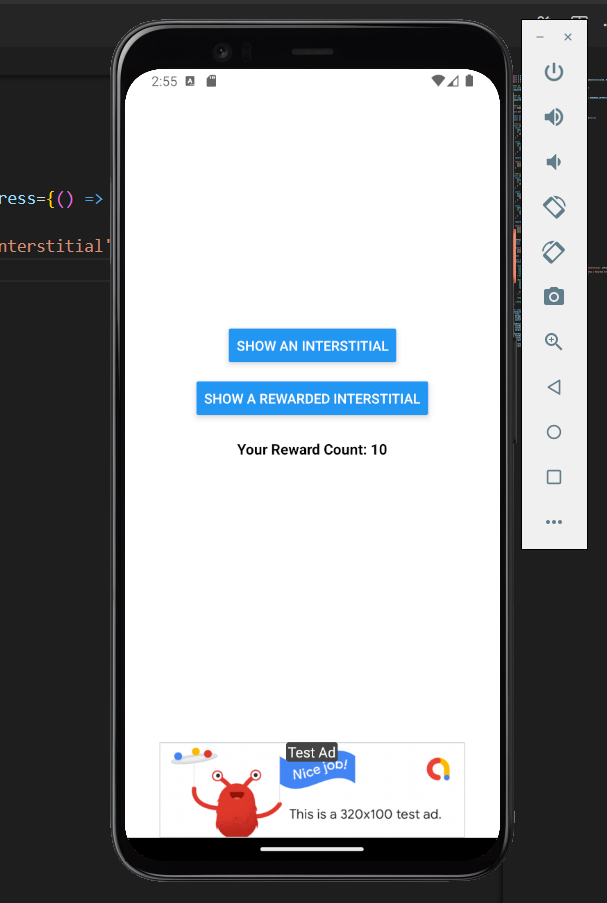 2:55
ress={() =>
nterstitial'
SHOW AN INTERSTITIAL
SHOW A REWARDED INTERSTITIAL
Your Reward Count: 10
Test Ad
Nice job!
This is a 320x100 test ad.